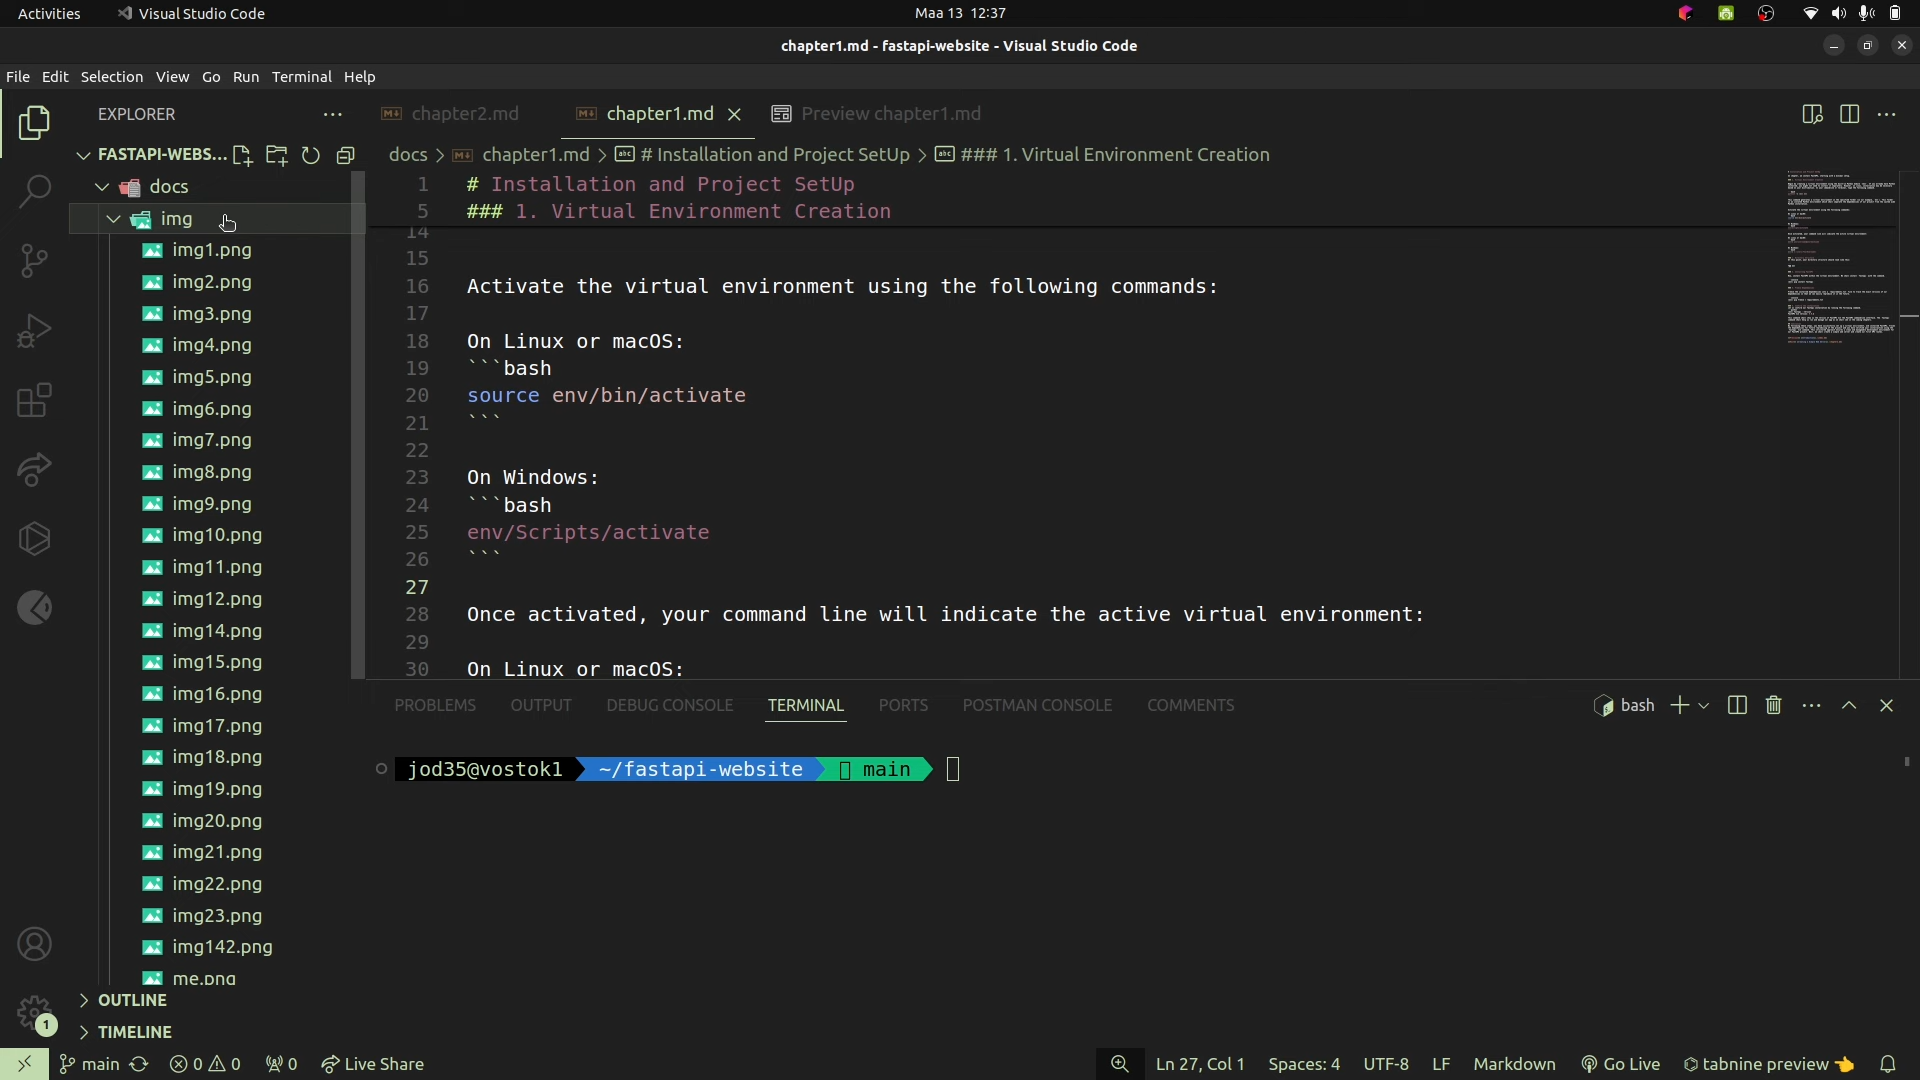 Activities Visual Studio Code Maa 13 12:37
chapter1.md - fastapi-website - Visual Studio Code
File Edit Selection View Go Run Terminal Help
EXPLORER
FASTAPI-WEBS...
docs
img
img1.png
img2.png
img3.png
img4.png
img5.png
img6.png
img7.png
img8.png
img9.png
img10.png
img11.png
img12.png
img14.png
img15.png
img16.png
img17.png
img18.png
img19.png
img20.png
img21.png
img22.png
img23.png
img142.png
me.png
OUTLINE
TIMELINE
chapter2.md chapter1.md Preview chapter1.md
docs > chapter1.md > # Installation and Project SetUp > ### 1. Virtual Environment Creation
1 # Installation and Project SetUp
5 ### 1. Virtual Environment Creation
14
15
16 Activate the virtual environment using the following commands:
17
18 On Linux or macOS:
19 ```bash
20 source env/bin/activate
21 ```
22
23 On Windows:
24 ```bash
25 env/Scripts/activate
26 ```
27
28 Once activated, your command line will indicate the active virtual environment:
29
30 On Linux or macOS:
PROBLEMS OUTPUT DEBUG CONSOLE TERMINAL PORTS POSTMAN CONSOLE COMMENTS bash
jod35@vostok1 ~/fastapi-website main
1
main 0 0 0 Live Share Ln 27, Col 1 Spaces: 4 UTF-8 LF Markdown Go Live tabnine preview 👈